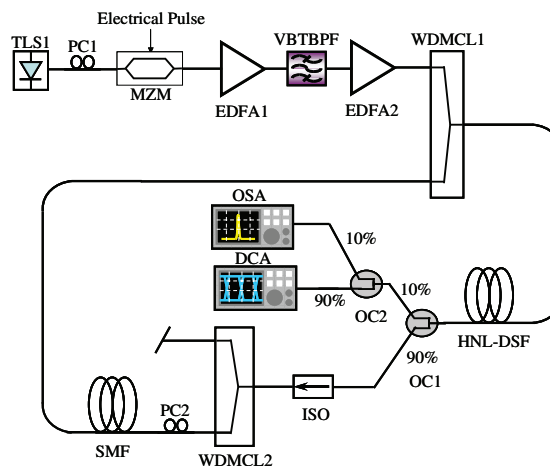 Electrical Pulse
TLS1
PC1
MZM
EDFA1
VBTBPF
EDFA2
WDMCL1
OSA
10%
DCA
90%
OC2
10%
HNL-DSF
90%
OC1
ISO
WDMCL2
PC2
SMF